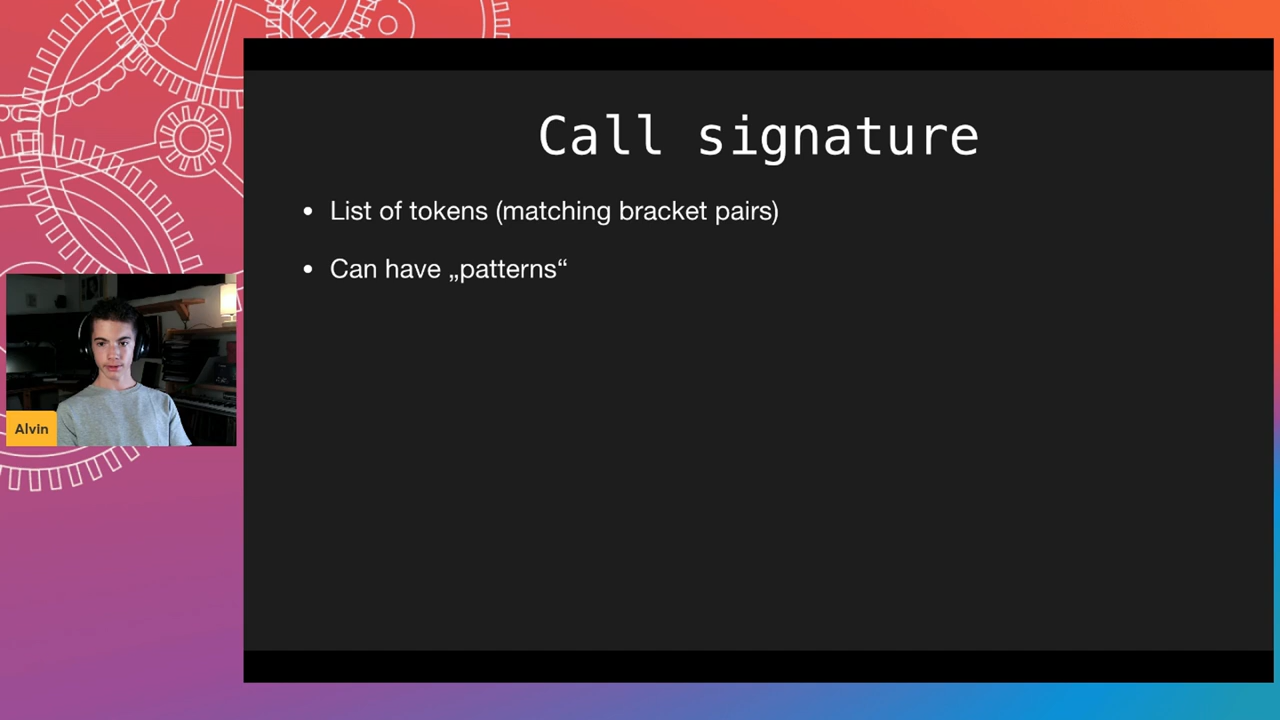 Call signature
• List of tokens (matching bracket pairs)
• Can have „patterns“
Alvin